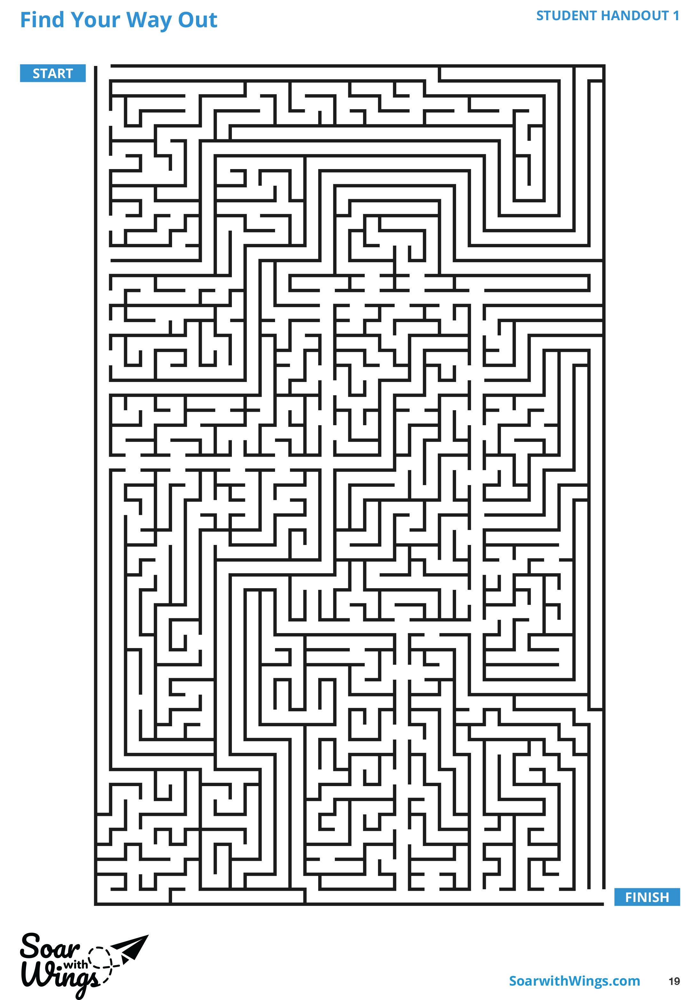 Find Your Way Out
STUDENT HANDOUT 1
START
FINISH
Soar
with
Wings
SoarwithWings.com
19